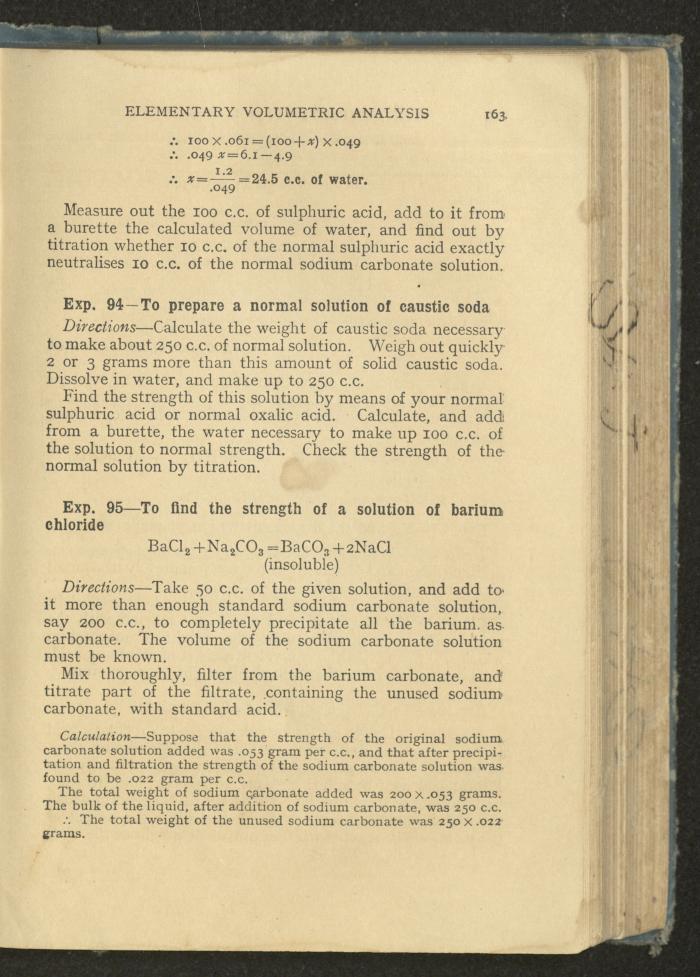 ELEMENTARY VOLUMETRIC ANALYSIS 163
∴ 100 × .061 = (100 + x) × .049
∴ .049 x = 6.1 — 4.9
∴ x = 1.2/.049 = 24.5 c.c. of water.
Measure out the 100 c.c. of sulphuric acid, add to it from
a burette the calculated volume of water, and find out by
titration whether 10 c.c. of the normal sulphuric acid exactly
neutralises 10 c.c. of the normal sodium carbonate solution.
Exp. 94—To prepare a normal solution of caustic soda
Directions—Calculate the weight of caustic soda necessary
to make about 250 c.c. of normal solution. Weigh out quickly
2 or 3 grams more than this amount of solid caustic soda.
Dissolve in water, and make up to 250 c.c.
Find the strength of this solution by means of your normal
sulphuric acid or normal oxalic acid. Calculate, and add
from a burette, the water necessary to make up 100 c.c. of
the solution to normal strength. Check the strength of the
normal solution by titration.
Exp. 95—To find the strength of a solution of barium
chloride
BaCl₂ + Na₂CO₃ = BaCO₃ + 2NaCl
(insoluble)
Directions—Take 50 c.c. of the given solution, and add to
it more than enough standard sodium carbonate solution,
say 200 c.c., to completely precipitate all the barium. as
carbonate. The volume of the sodium carbonate solution
must be known.
Mix thoroughly, filter from the barium carbonate, and
titrate part of the filtrate, containing the unused sodium
carbonate, with standard acid.
Calculation—Suppose that the strength of the original sodium
carbonate solution added was .053 gram per c.c., and that after precipi-
tation and filtration the strength of the sodium carbonate solution was
found to be .022 gram per c.c.
The total weight of sodium carbonate added was 200 × .053 grams.
The bulk of the liquid, after addition of sodium carbonate, was 250 c.c.
∴ The total weight of the unused sodium carbonate was 250 × .022
grams.